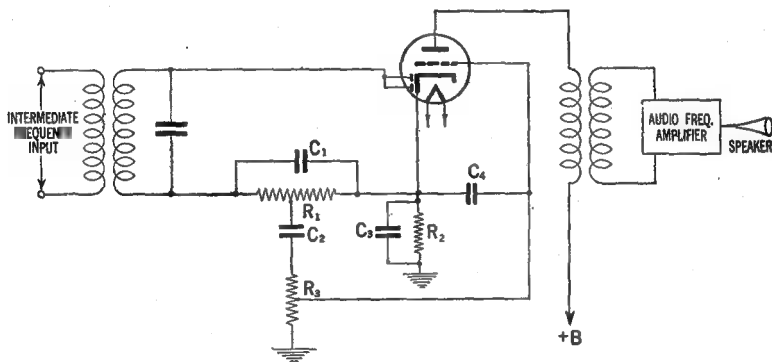 INTERMEDIATE
INPUT
C₁
R₁
C₂
R₃
C₃
R₂
C₄
AUDIO FREQ.
AMPLIFIER
SPEAKER
+B